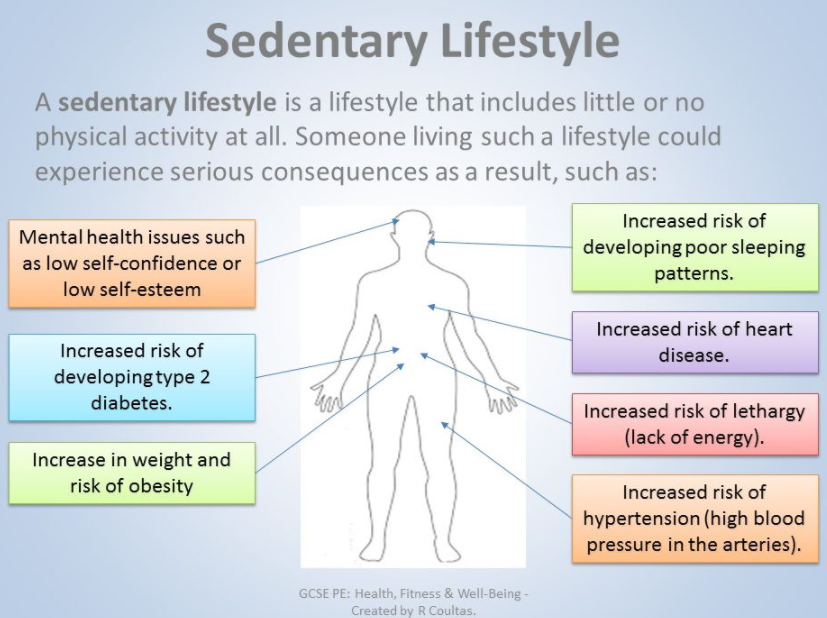 Sedentary Lifestyle
A sedentary lifestyle is a lifestyle that includes little or no
physical activity at all. Someone living such a lifestyle could
experience serious consequences as a result, such as:
Mental health issues such
as low self-confidence or
low self-esteem
Increased risk of
developing type 2
diabetes.
Increase in weight and
risk of obesity
Increased risk of
developing poor sleeping
patterns.
Increased risk of heart
disease.
Increased risk of lethargy
(lack of energy).
Increased risk of
hypertension (high blood
pressure in the arteries).
GCSE PE: Health, Fitness & Well-Being -
Created by R Coultas.